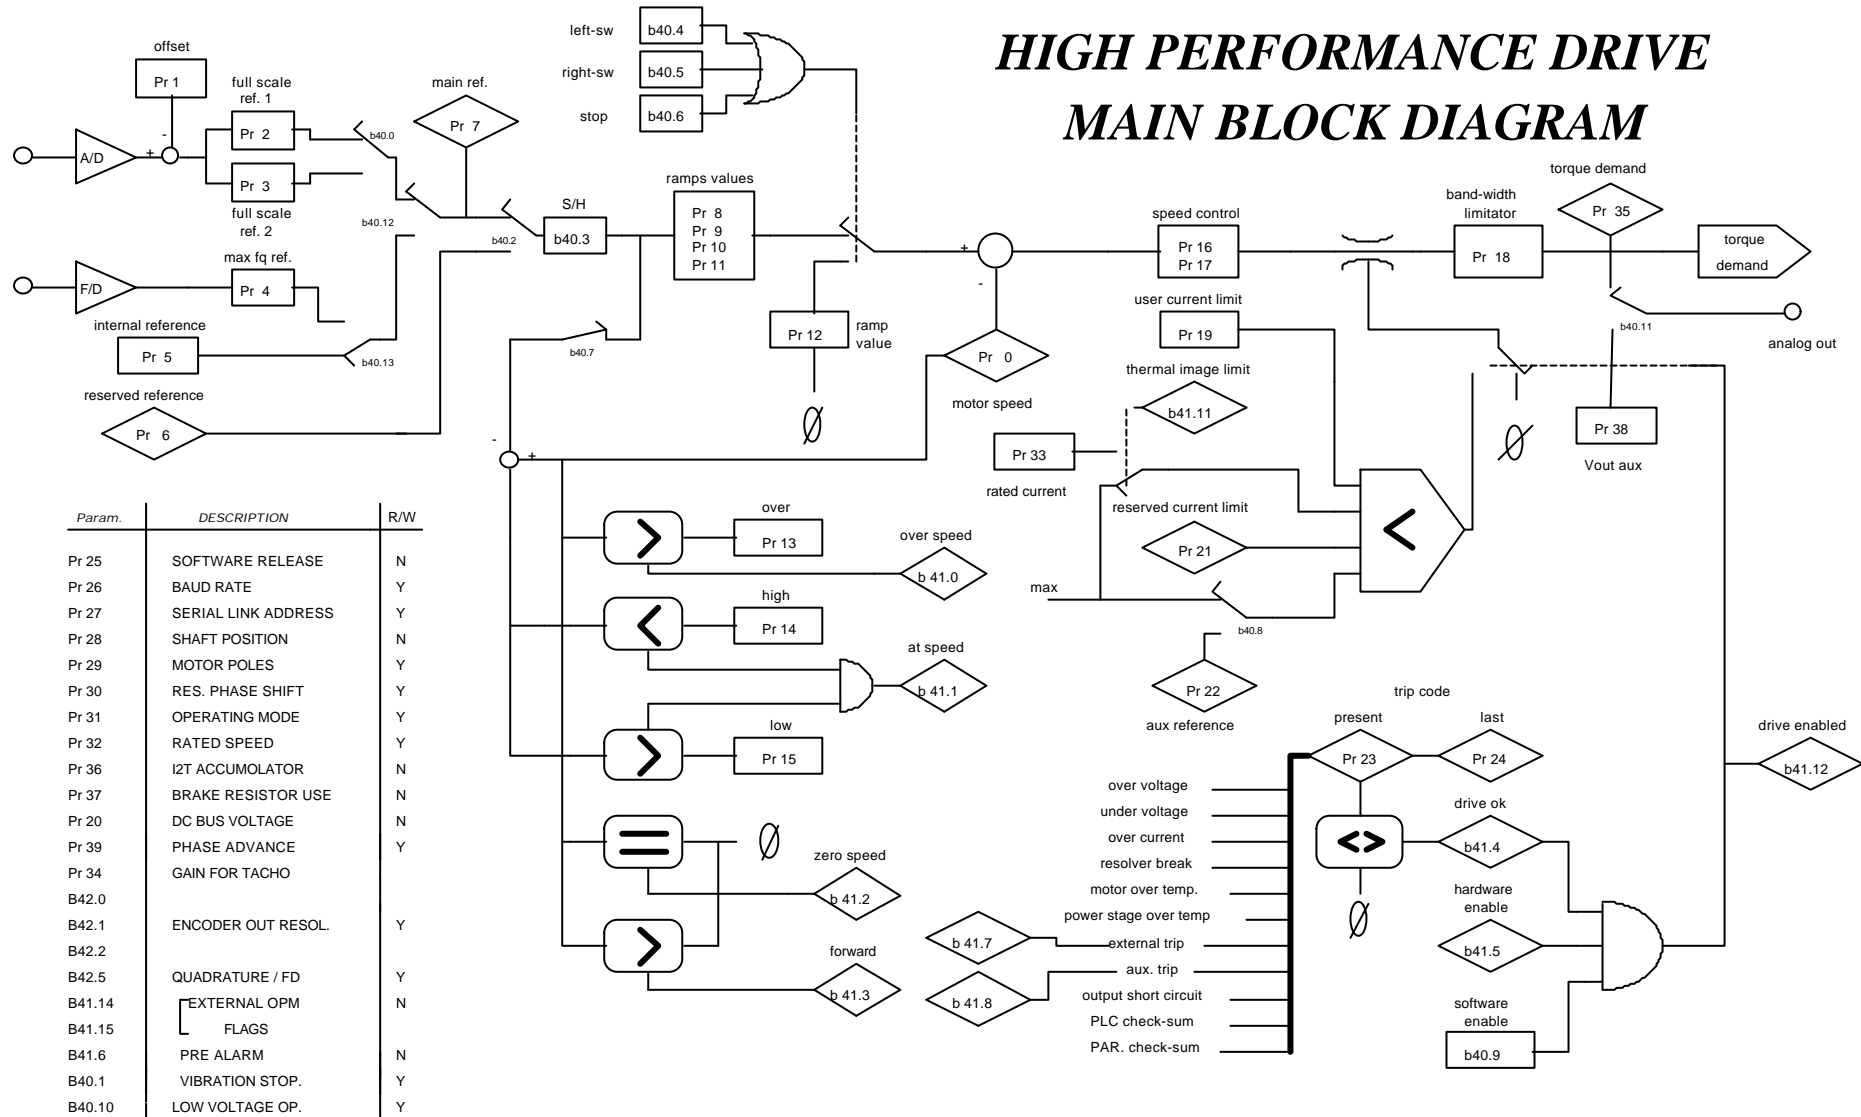 HIGH PERFORMANCE DRIVE
MAIN BLOCK DIAGRAM
left-sw
b40.4
right-sw
b40.5
stop
b40.6
offset
Pr 1
full scale
ref. 1
Pr 2
b40.0
main ref.
Pr 7
A/D
+
-
Pr 3
full scale
ref. 2
b40.12
S/H
b40.3
b40.2
ramps values
Pr 8
Pr 9
Pr 10
Pr 11
max fq ref.
F/D
Pr 4
internal reference
Pr 5
b40.13
reserved reference
Pr 6
b40.7
Pr 12
ramp
value
0
+
-
Pr 0
motor speed
speed control
Pr 16
Pr 17
band-width
limitator
Pr 18
torque demand
Pr 35
torque
demand
b40.11
analog out
Pr 38
Vout aux
user current limit
Pr 19
thermal image limit
b41.11
Pr 33
rated current
reserved current limit
Pr 21
<
0
max
b40.8
Pr 22
aux reference
-
+
>
over
Pr 13
over speed
b 41.0
<
high
Pr 14
at speed
b 41.1
>
low
Pr 15
=
0
zero speed
b 41.2
>
forward
b 41.3
trip code
present
Pr 23
last
Pr 24
over voltage
under voltage
over current
resolver break
motor over temp.
power stage over temp
b 41.7
external trip
b 41.8
aux. trip
output short circuit
PLC check-sum
PAR. check-sum
<>
0
drive ok
b41.4
hardware
enable
b41.5
software
enable
b40.9
drive enabled
b41.12
Param. DESCRIPTION R/W
Pr 25 SOFTWARE RELEASE N
Pr 26 BAUD RATE Y
Pr 27 SERIAL LINK ADDRESS Y
Pr 28 SHAFT POSITION N
Pr 29 MOTOR POLES Y
Pr 30 RES. PHASE SHIFT Y
Pr 31 OPERATING MODE Y
Pr 32 RATED SPEED Y
Pr 36 I2T ACCUMOLATOR N
Pr 37 BRAKE RESISTOR USE N
Pr 20 DC BUS VOLTAGE N
Pr 39 PHASE ADVANCE Y
Pr 34 GAIN FOR TACHO
B42.0
B42.1 ENCODER OUT RESOL. Y
B42.2
B42.5 QUADRATURE / FD Y
B41.14 EXTERNAL OPM N
B41.15 FLAGS
B41.6 PRE ALARM N
B40.1 VIBRATION STOP. Y
B40.10 LOW VOLTAGE OP. Y